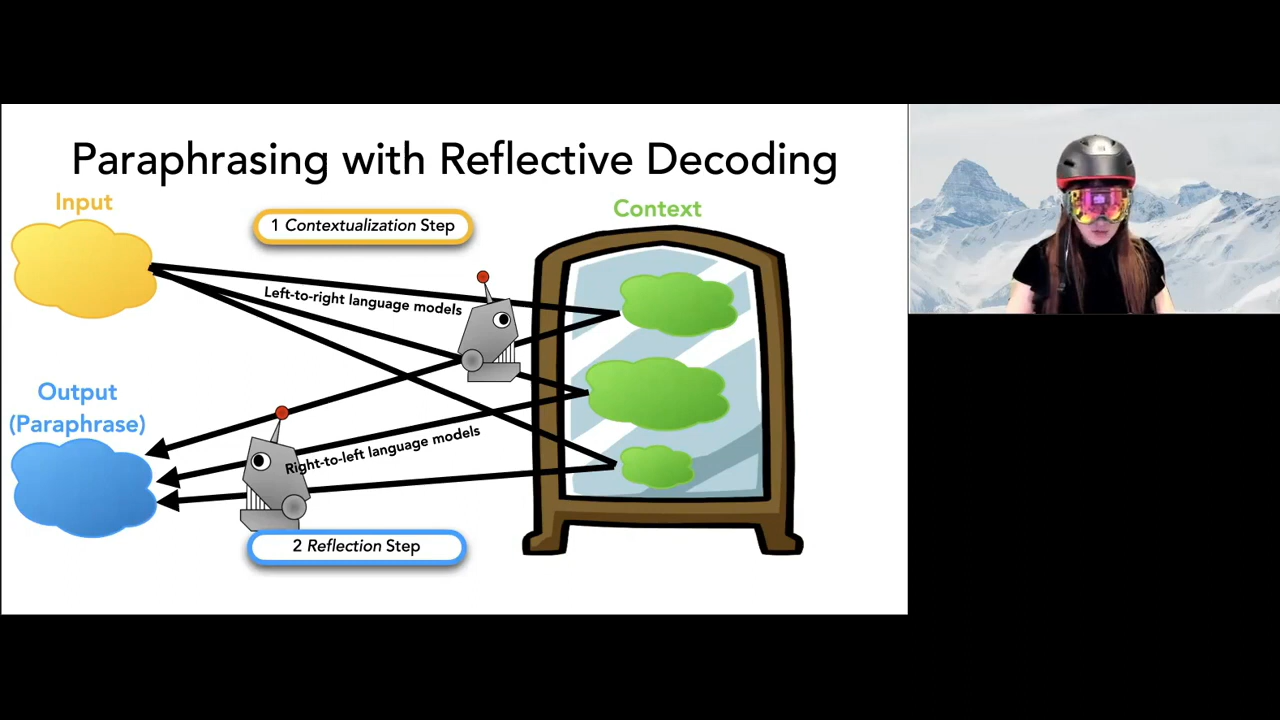 Paraphrasing with Reflective Decoding
Input
1 Contextualization Step
Context
Left-to-right language models
Output
(Paraphrase)
Right-to-left language models
2 Reflection Step